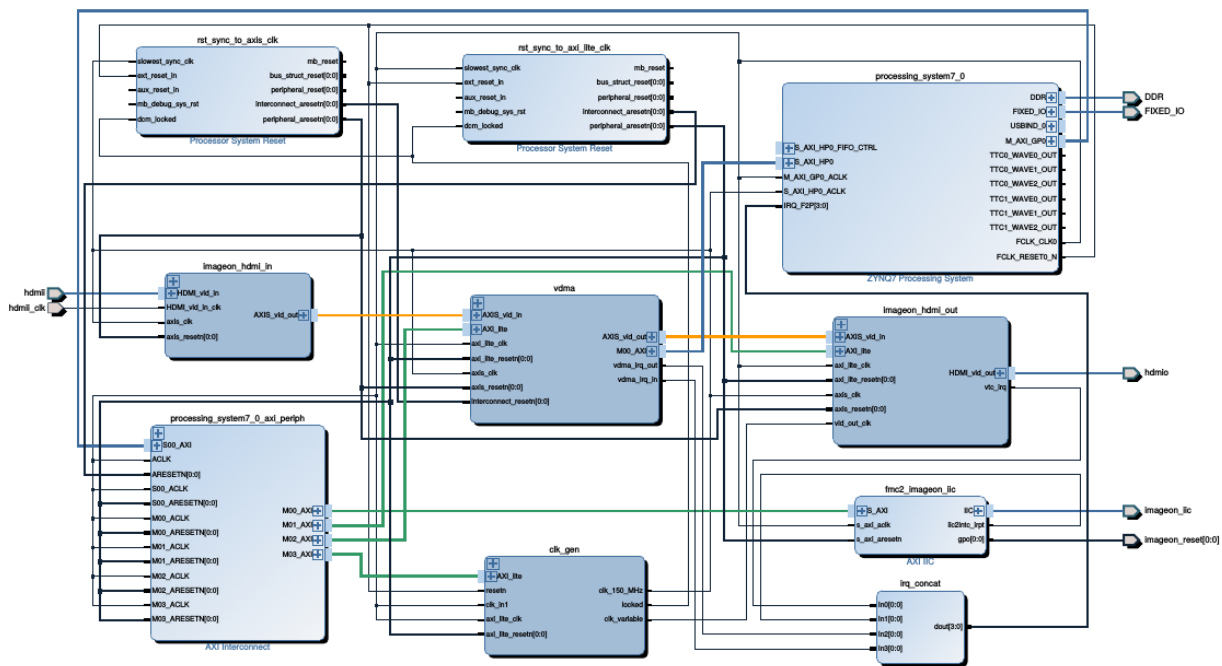 rst_sync_to_axis_clk
slowest_sync_clk
ext_reset_in
aux_reset_in
mb_debug_sys_rst
dcm_locked
mb_reset
bus_struct_reset[0:0]
peripheral_reset[0:0]
interconnect_aresetn[0:0]
peripheral_aresetn[0:0]
Processor System Reset
rst_sync_to_axi_lite_clk
slowest_sync_clk
ext_reset_in
aux_reset_in
mb_debug_sys_rst
dcm_locked
mb_reset
bus_struct_reset[0:0]
peripheral_reset[0:0]
interconnect_aresetn[0:0]
peripheral_aresetn[0:0]
Processor System Reset
processing_system7_0
S_AXI_HP0_FIFO_CTRL
S_AXI_HP0
M_AXI_GP0_ACLK
S_AXI_HP0_ACLK
IRQ_F2P[3:0]
DDR
FIXED_IO
USBIND_0
M_AXI_GP0
TTC0_WAVE0_OUT
TTC0_WAVE1_OUT
TTC0_WAVE2_OUT
TTC1_WAVE0_OUT
TTC1_WAVE1_OUT
TTC1_WAVE2_OUT
FCLK_CLK0
FCLK_RESET0_N
ZYNQ7 Processing System
DDR
FIXED_IO
hdmii
hdmii_clk
imageon_hdmi_in
HDMI_vid_in
HDMI_vid_in_clk
axis_clk
axis_resetn[0:0]
AXIS_vid_out
vdma
AXIS_vid_in
AXI_lite
axi_lite_clk
axi_lite_resetn[0:0]
axis_clk
axis_resetn[0:0]
interconnect_resetn[0:0]
AXIS_vid_out
M00_AXI
vdma_irq_out
vdma_irq_in
imageon_hdmi_out
AXIS_vid_in
AXI_lite
axi_lite_clk
axi_lite_resetn[0:0]
axis_clk
axis_resetn[0:0]
vid_out_clk
HDMI_vid_out
vtc_irq
hdmio
processing_system7_0_axi_periph
S00_AXI
ACLK
ARESETN[0:0]
S00_ACLK
S00_ARESETN[0:0]
M00_ACLK
M00_ARESETN[0:0]
M01_ACLK
M01_ARESETN[0:0]
M02_ACLK
M02_ARESETN[0:0]
M03_ACLK
M03_ARESETN[0:0]
M00_AXI
M01_AXI
M02_AXI
M03_AXI
AXI Interconnect
clk_gen
AXI_lite
resetn
clk_in1
axi_lite_clk
axi_lite_resetn[0:0]
clk_150_MHz
locked
clk_variable
fmc2_imageon_iic
S_AXI
s_axi_aclk
s_axi_aresetn
IIC
iic2intc_irpt
gpo[0:0]
AXI IIC
imageon_iic
imageon_reset[0:0]
irq_concat
In0[0:0]
In1[0:0]
In2[0:0]
In3[0:0]
dout[3:0]